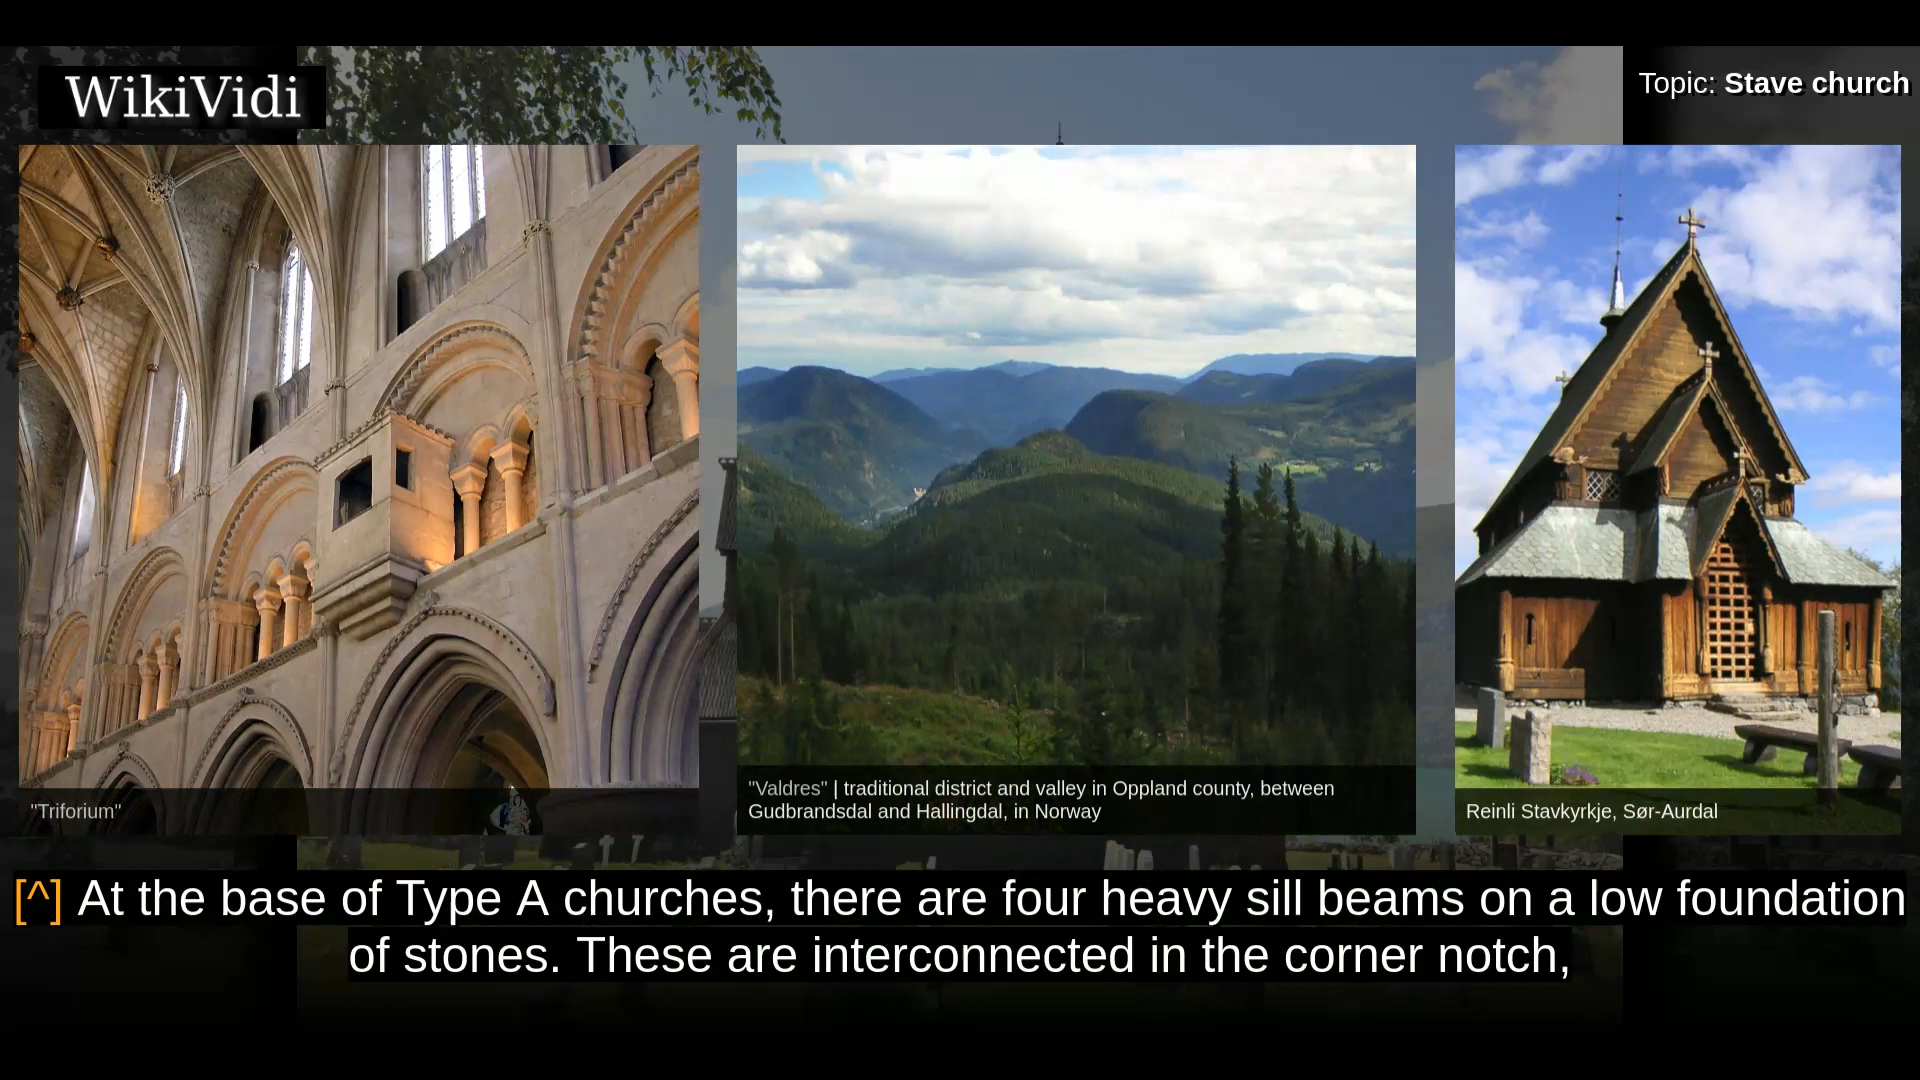 WikiVidi
Topic: Stave church
"Triforium"
"Valdres" | traditional district and valley in Oppland county, between
Gudbrandsdal and Hallingdal, in Norway
Reinli Stavkyrkje, Sør-Aurdal
[^] At the base of Type A churches, there are four heavy sill beams on a low foundation
of stones. These are interconnected in the corner notch,